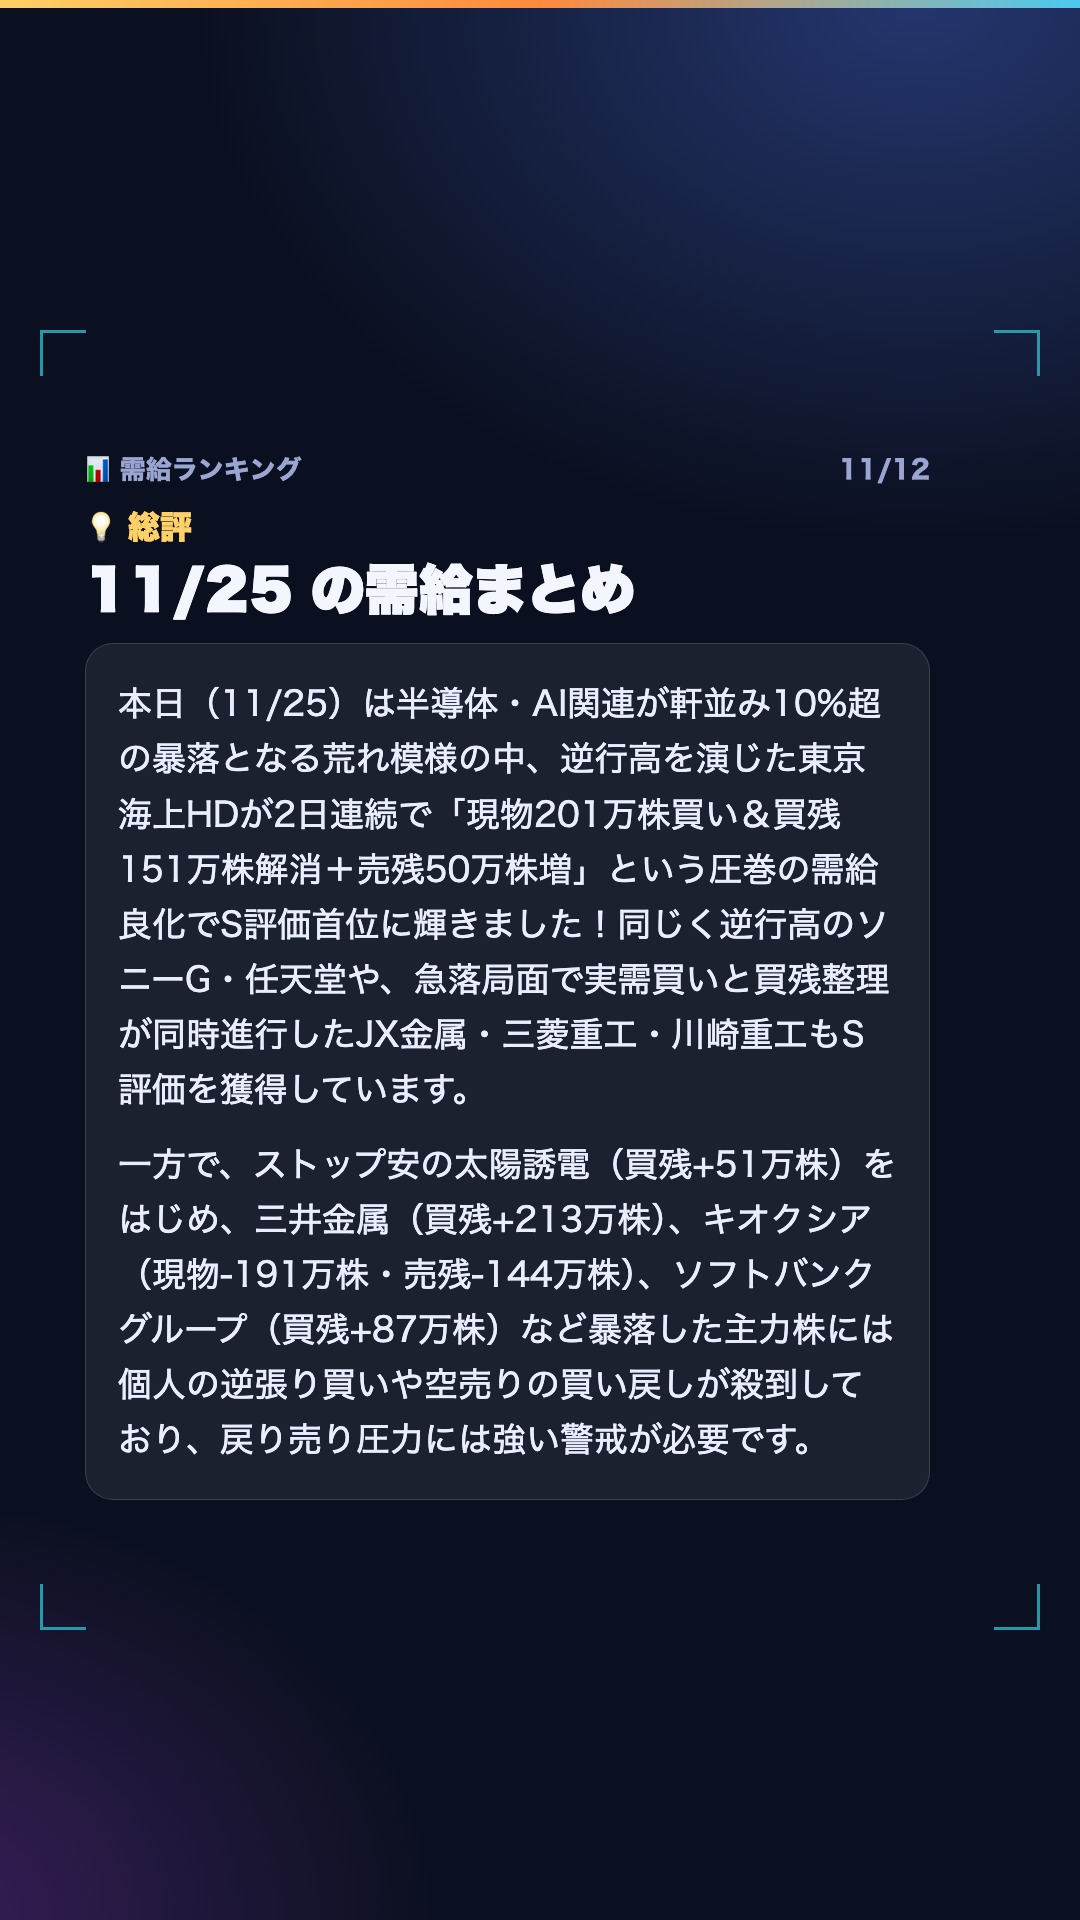 📊 需給ランキング
11/12
💡 総評
11/25 の需給まとめ
本日（11/25）は半導体・AI関連が軒並み10%超
の暴落となる荒れ模様の中、逆行高を演じた東京
海上HDが2日連続で「現物201万株買い＆買残
151万株解消＋売残50万株増」という圧巻の需給
良化でS評価首位に輝きました！同じく逆行高のソ
ニーG・任天堂や、急落局面で実需買いと買残整理
が同時進行したJX金属・三菱重工・川崎重工もS
評価を獲得しています。
一方で、ストップ安の太陽誘電（買残+51万株）を
はじめ、三井金属（買残+213万株）、キオクシア
（現物-191万株・売残-144万株）、ソフトバンク
グループ（買残+87万株）など暴落した主力株には
個人の逆張り買いや空売りの買い戻しが殺到して
おり、戻り売り圧力には強い警戒が必要です。